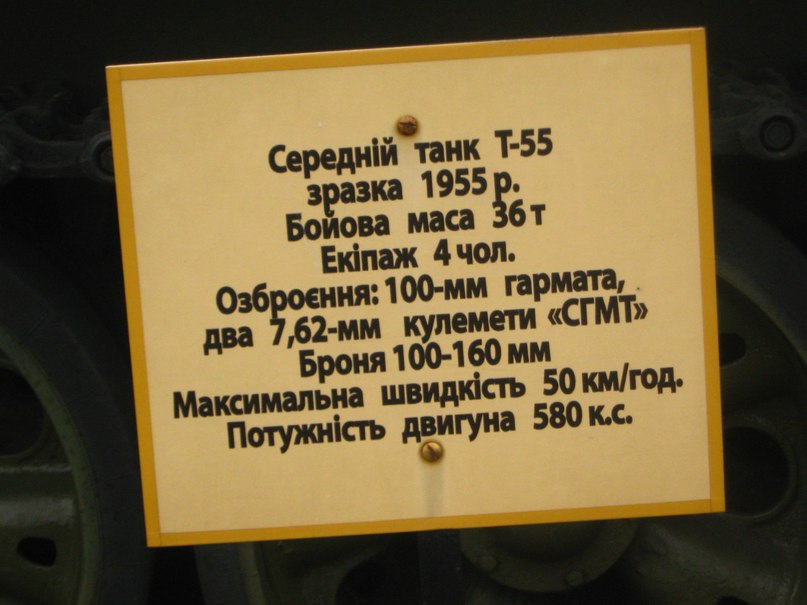 Середній танк Т-55
зразка 1955 р.
Бойова маса 36 т
Екіпаж 4 чол.
Озброєння: 100-мм гармата,
два 7,62-мм кулемети «СГМТ»
Броня 100-160 мм
Максимальна швидкість 50 км/год.
Потужність двигуна 580 к.с.